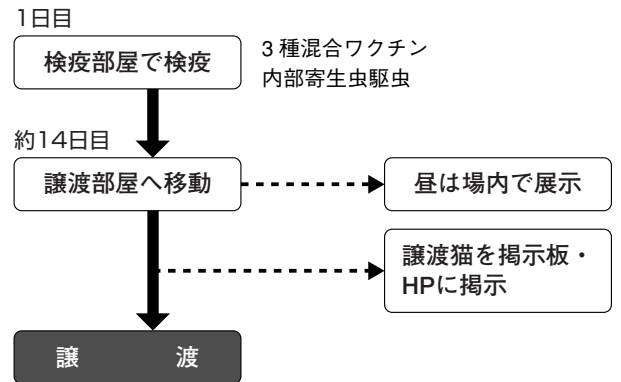 1日目
検疫部屋で検疫
3種混合ワクチン
内部寄生虫駆虫
約14日目
譲渡部屋へ移動
昼は場内で展示
譲渡猫を掲示板・
HPに掲示
譲　　　渡